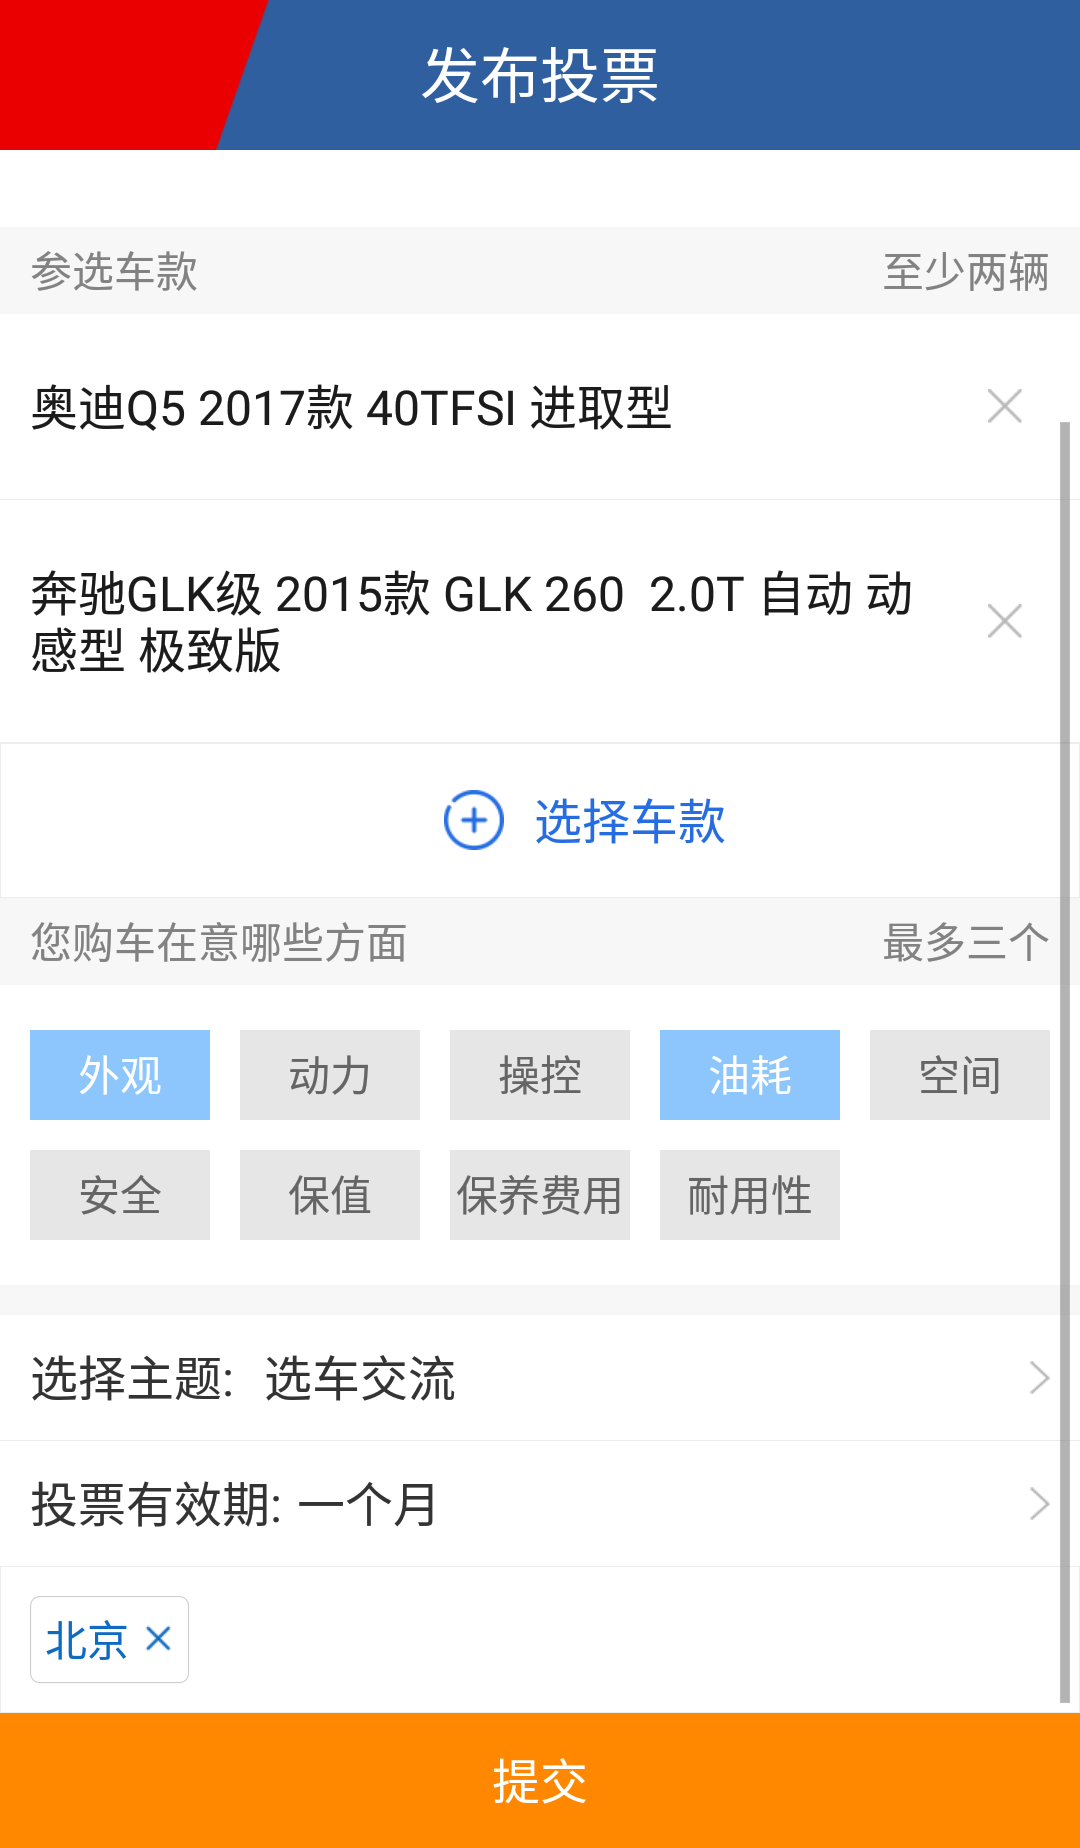 发布投票
参选车款 至少两辆
奥迪Q5 2017款 40TFSI 进取型
奔驰GLK级 2015款 GLK 260  2.0T 自动 动
感型 极致版
选择车款
您购车在意哪些方面 最多三个
外观 动力 操控 油耗 空间
安全 保值 保养费用 耐用性
选择主题: 选车交流
投票有效期: 一个月
北京
提交